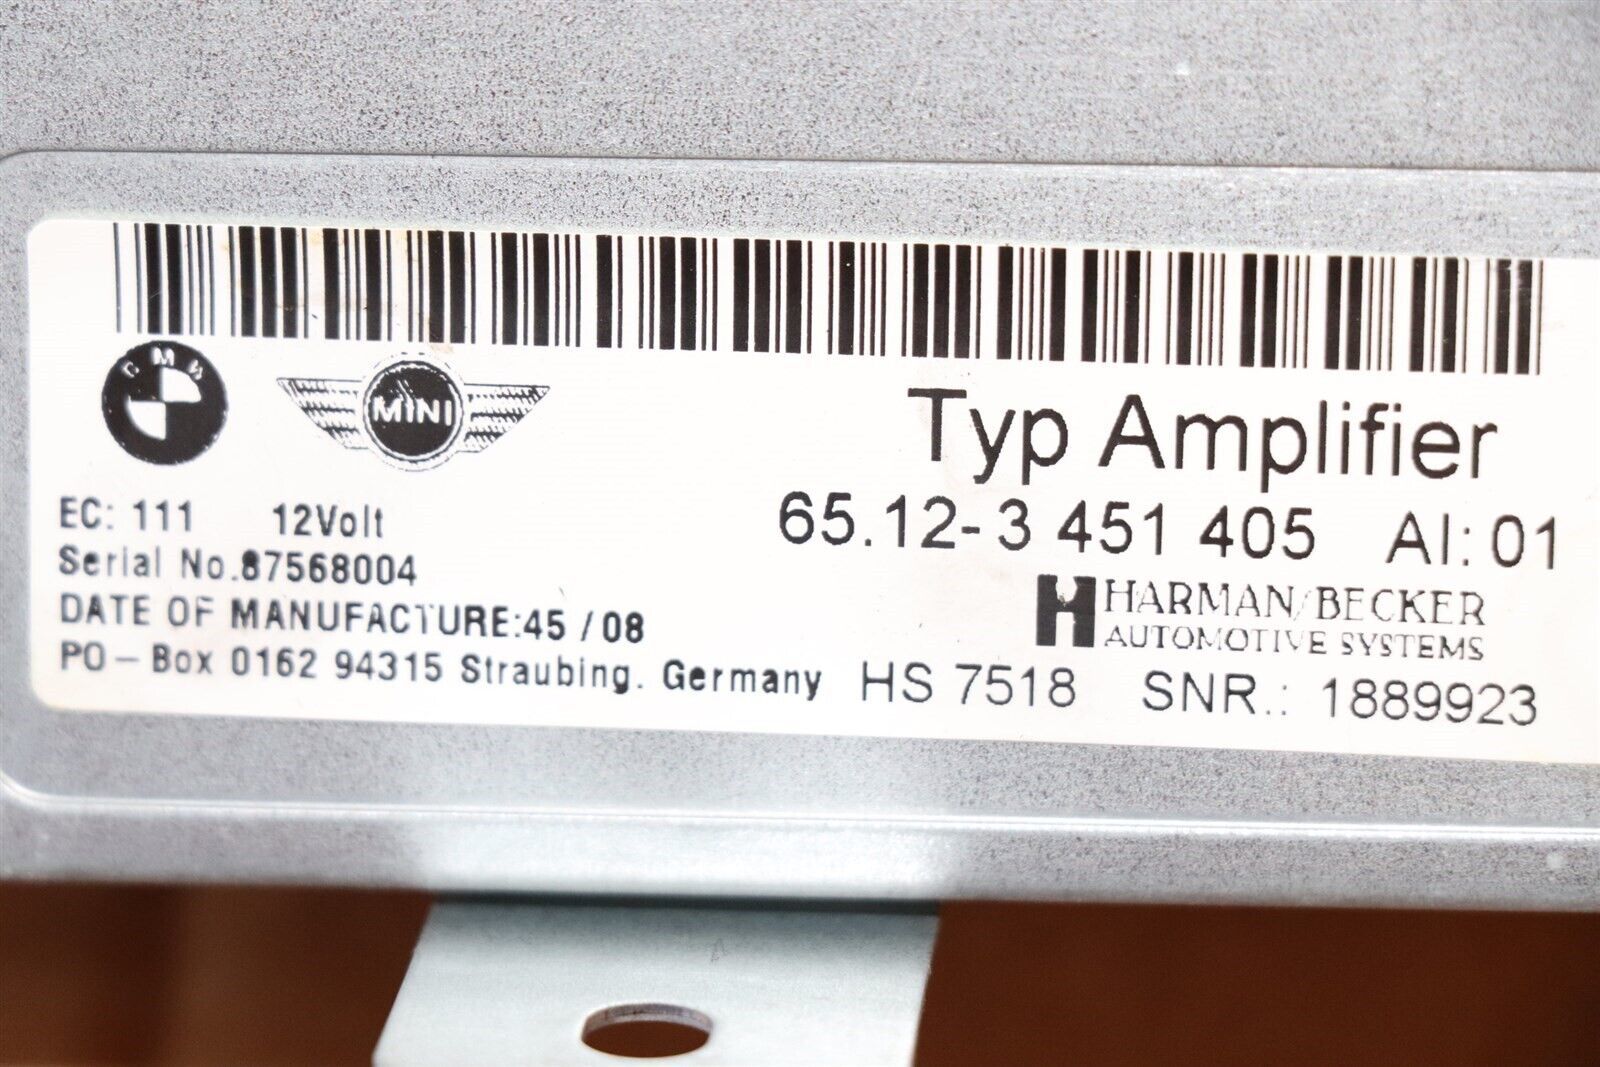 BMW
MINI
Typ Amplifier
EC: 111 12Volt
65.12-3 451 405 AI: 01
Serial No.87568004
HARMAN/BECKER
AUTOMOTIVE SYSTEMS
DATE OF MANUFACTURE:45 / 08
PO - Box 0162 94315 Straubing. Germany
HS 7518 SNR.: 1889923